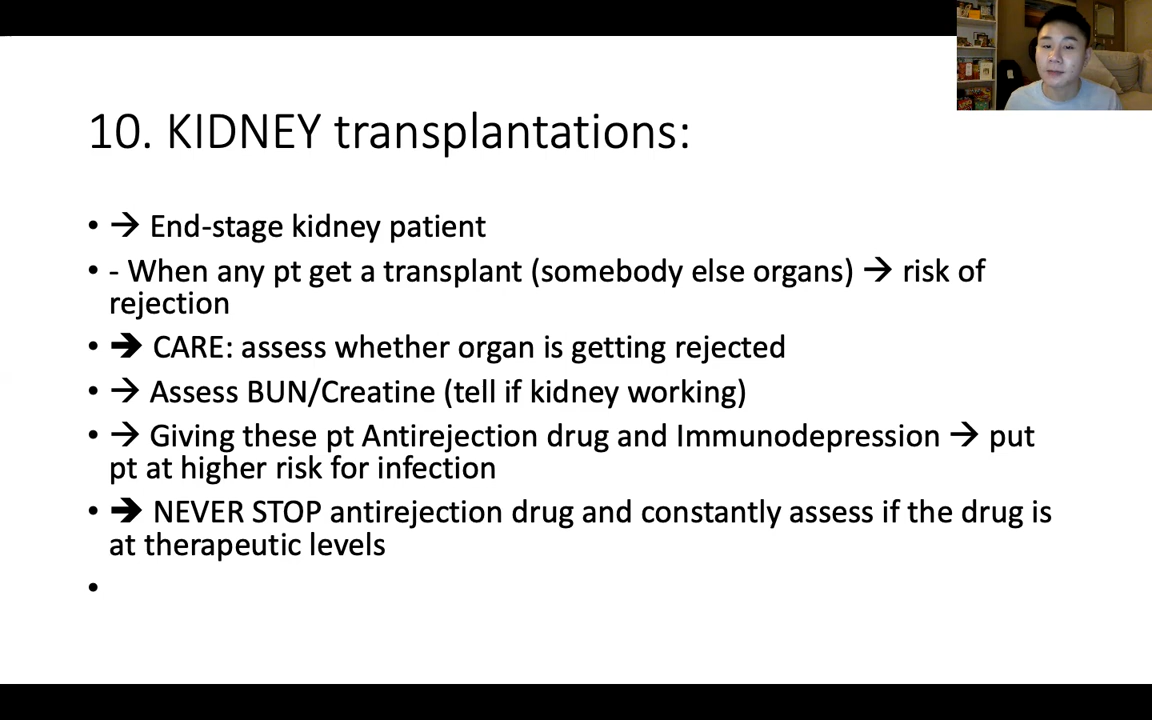 10. KIDNEY transplantations:
• → End-stage kidney patient
• - When any pt get a transplant (somebody else organs) → risk of
rejection
• → CARE: assess whether organ is getting rejected
• → Assess BUN/Creatine (tell if kidney working)
• → Giving these pt Antirejection drug and Immunodepression → put
pt at higher risk for infection
• → NEVER STOP antirejection drug and constantly assess if the drug is
at therapeutic levels
•